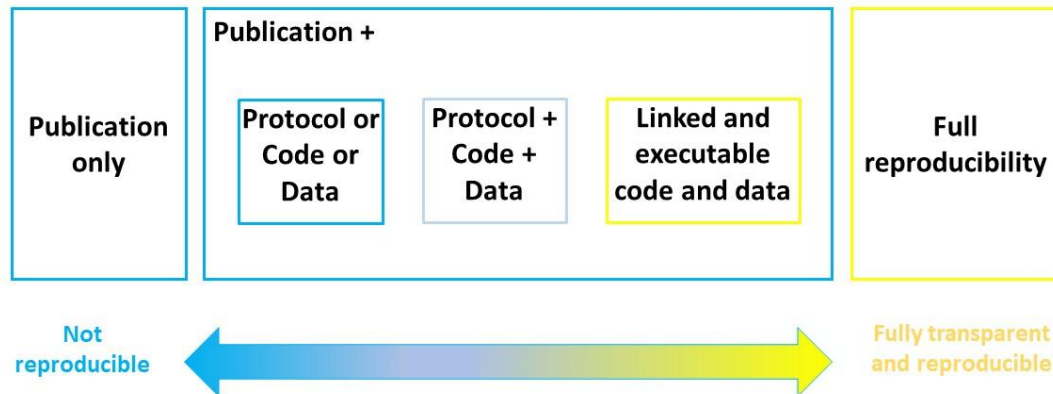 Publication +
Publication
only
Protocol or
Code or
Data
Protocol +
Code +
Data
Linked and
executable
code and data
Full
reproducibility
Not
reproducible
Fully transparent
and reproducible